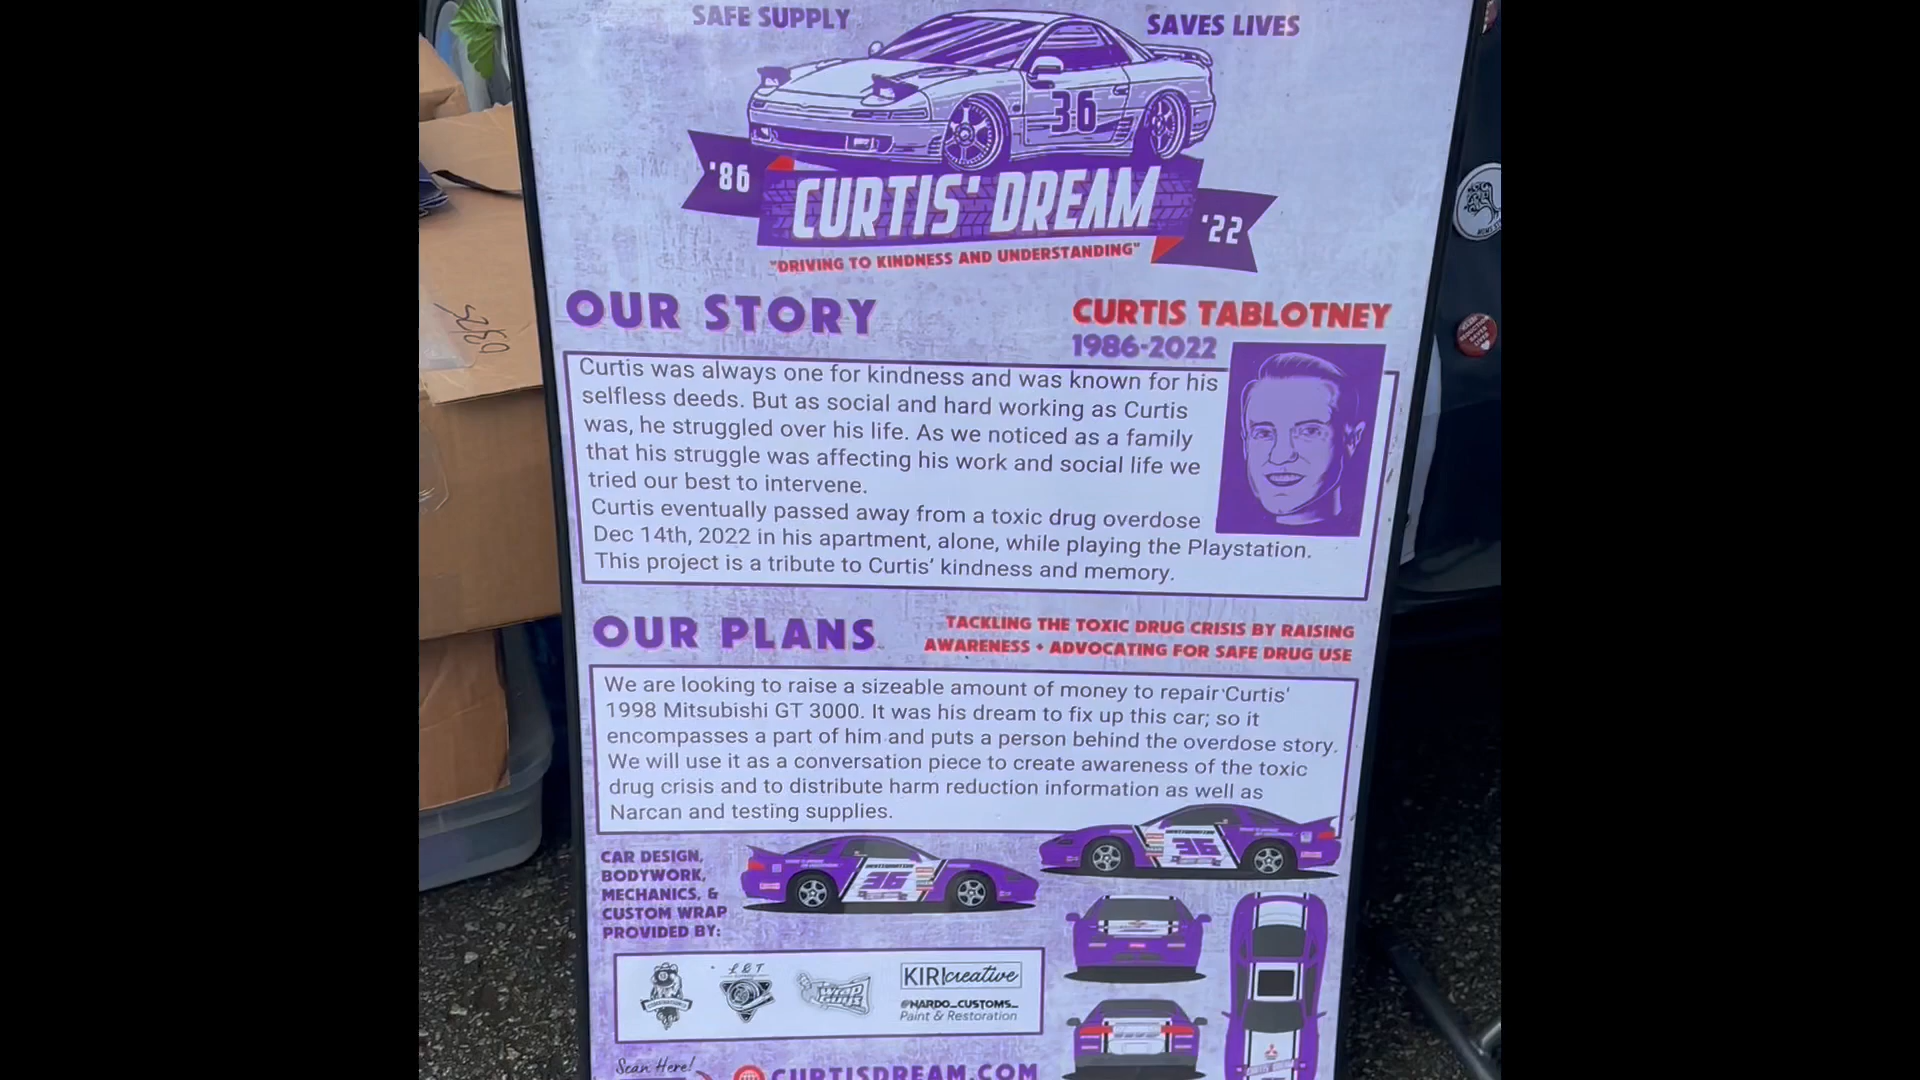 SAFE SUPPLY
SAVES LIVES
36
'86
CURTIS' DREAM
'22
"DRIVING TO KINDNESS AND UNDERSTANDING"
OUR STORY
CURTIS TABLOTNEY
1986-2022
Curtis was always one for kindness and was known for his
selfless deeds. But as social and hard working as Curtis
was, he struggled over his life. As we noticed as a family
that his struggle was affecting his work and social life we
tried our best to intervene.
Curtis eventually passed away from a toxic drug overdose
Dec 14th, 2022 in his apartment, alone, while playing the Playstation.
This project is a tribute to Curtis' kindness and memory.
OUR PLANS
TACKLING THE TOXIC DRUG CRISIS BY RAISING
AWARENESS + ADVOCATING FOR SAFE DRUG USE
We are looking to raise a sizeable amount of money to repair Curtis'
1998 Mitsubishi GT 3000. It was his dream to fix up this car; so it
encompasses a part of him and puts a person behind the overdose story.
We will use it as a conversation piece to create awareness of the toxic
drug crisis and to distribute harm reduction information as well as
Narcan and testing supplies.
CAR DESIGN,
BODYWORK,
MECHANICS, &
CUSTOM WRAP
PROVIDED BY:
36
36
L & T
Wrap
Guys
KIRIcreative
@NARDO_CUSTOMS_
Paint & Restoration
Scan Here!
CURTISDREAM.COM